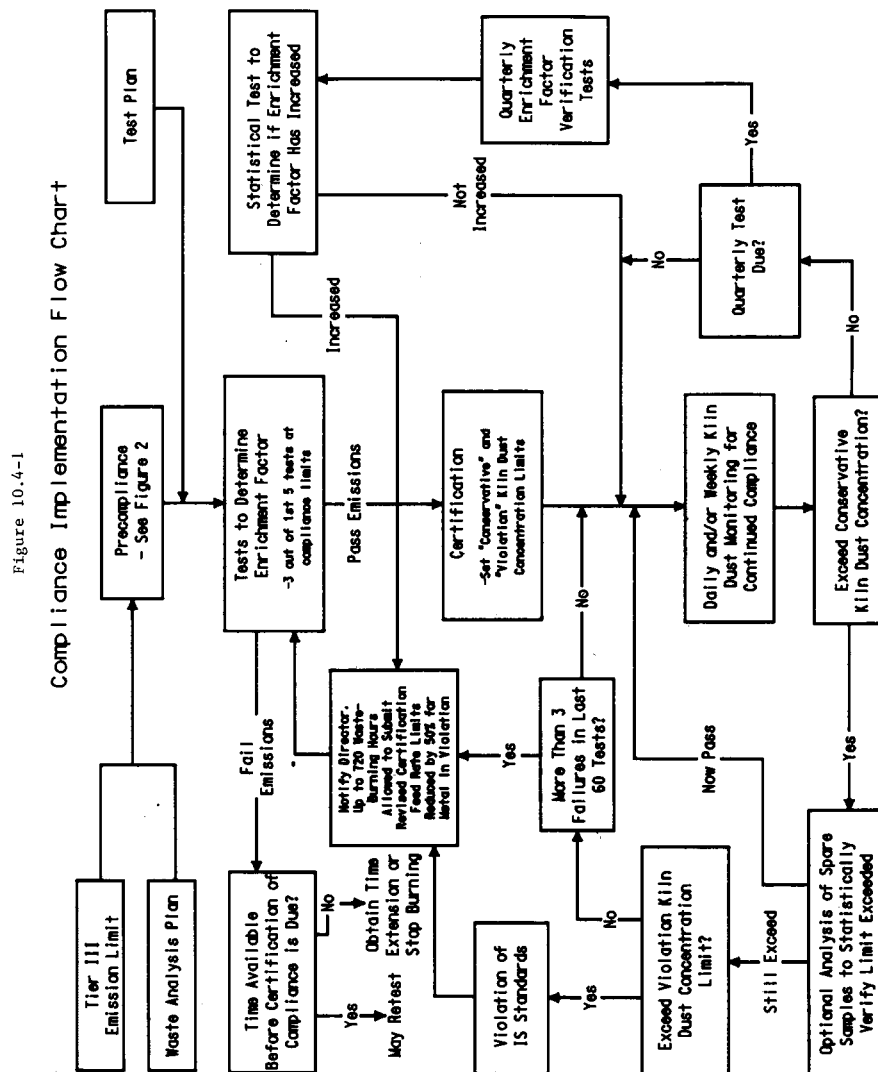 Figure 10.4-1
Compliance Implementation Flow Chart
Tier III
Emission Limit
Waste Analysis Plan
Precompliance
- See Figure 2
Test Plan
Time Available
Before Certification of
Compliance is Due?
Yes
May Retest
No
Obtain Time
Extension or
Stop Burning
Fail
Emissions
Tests to Determine
Enrichment Factor
-3 out of 1st 5 tests at
compliance limits
Pass Emissions
Statistical Test to
Determine if Enrichment
Factor Has Increased
Increased
Not
Increased
Notify Director.
Up to 720 Waste-
Burning Hours
Allowed to Submit
Revised Certification
Feed Rate Limits
Reduced by 50% for
Metal in Violation
Certification
-Set "Conservative" and
"Violation" Kiln Dust
Concentration Limits
Quarterly
Enrichment
Factor
Verification
Tests
Violation of
IS Standards
Yes
More Than 3
Failures in Last
60 Tests?
Yes
No
No
Exceed Violation Kiln
Dust Concentration
Limit?
Now Pass
Still Exceed
Daily and/or Weekly Kiln
Dust Monitoring for
Continued Compliance
Quarterly Test
Due?
No
Yes
Optional Analysis of Spare
Samples to Statistically
Verify Limit Exceeded
Yes
Exceed Conservative
Kiln Dust Concentration?
No